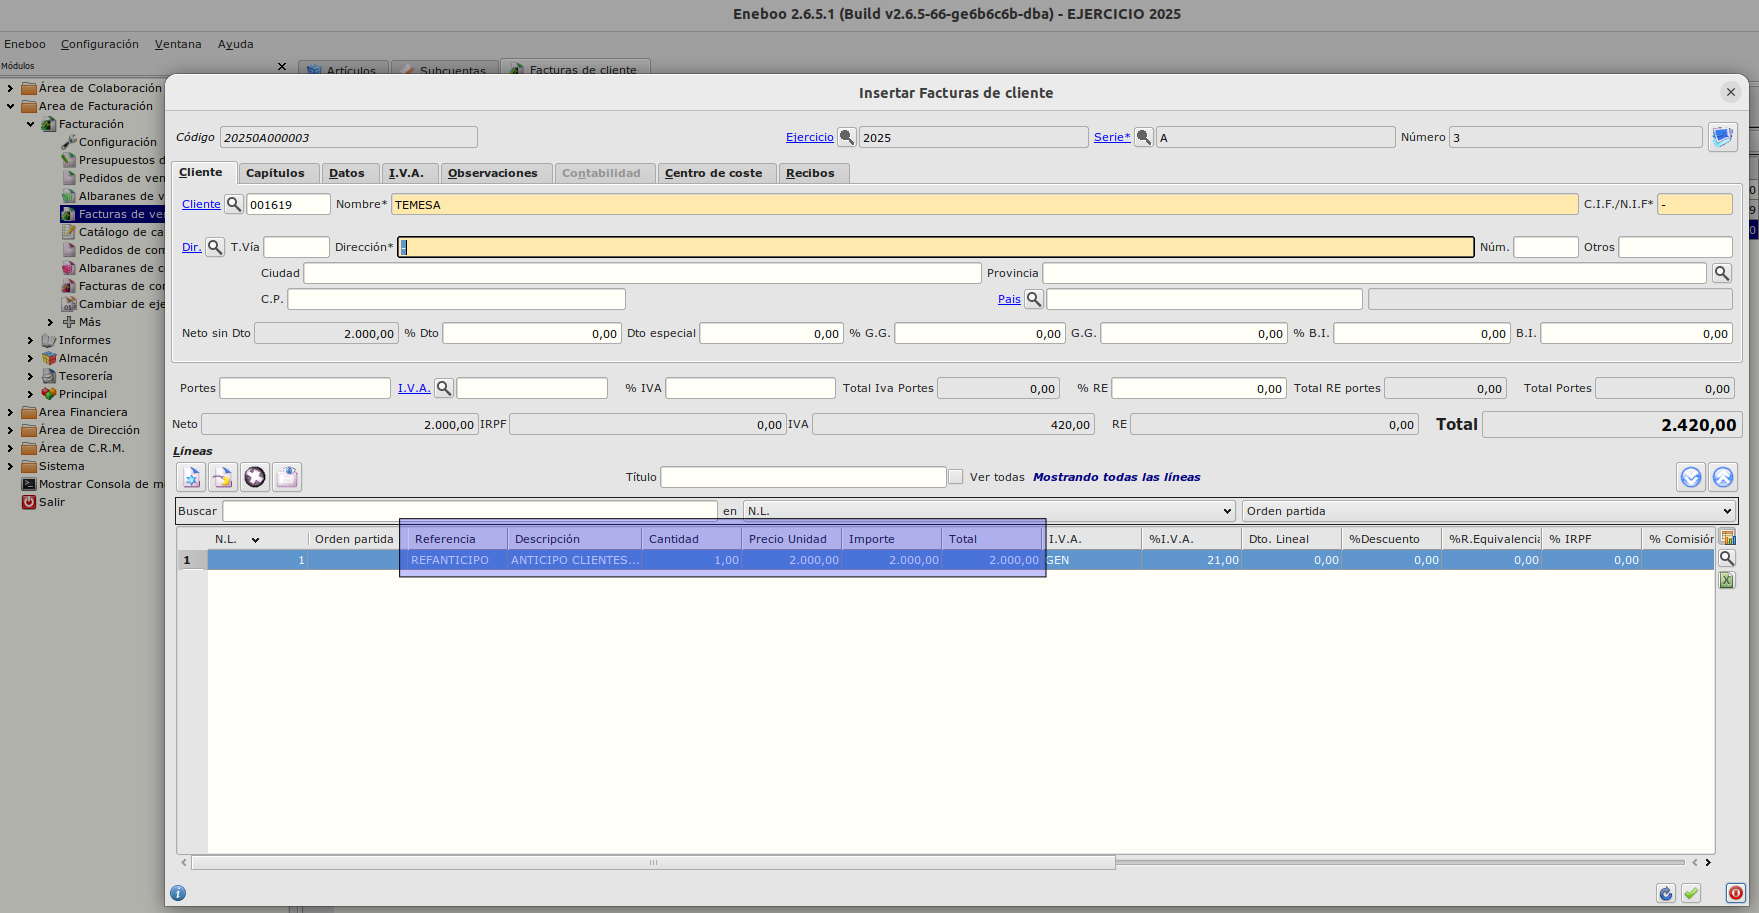 Eneboo 2.6.5.1 (Build v2.6.5-66-ge6b6c6b-dba) - EJERCICIO 2025
Eneboo Configuración Ventana Ayuda
Módulos
Artículos Subcuentas Facturas de cliente
Área de Colaboración
Área de Facturación
Facturación
Configuración
Presupuestos d
Pedidos de ven
Albaranes de v
Facturas de ve
Catálogo de ca
Pedidos de com
Albaranes de c
Facturas de co
Cambiar de eje
Más
Informes
Almacén
Tesorería
Principal
Area Financiera
Área de Dirección
Área de C.R.M.
Sistema
Mostrar Consola de m
Salir
Insertar Facturas de cliente
Código 20250A000003 Ejercicio 2025 Serie* A Número 3
Cliente Capítulos Datos I.V.A. Observaciones Contabilidad Centro de coste Recibos
Cliente 001619 Nombre* TEMESA C.I.F./N.I.F* -
Dir. T.Vía Dirección* - Núm. Otros
Ciudad Provincia
C.P. Pais
Neto sin Dto 2.000,00 % Dto 0,00 Dto especial 0,00 % G.G. 0,00 G.G. 0,00 % B.I. 0,00 B.I. 0,00
Portes I.V.A. % IVA Total Iva Portes 0,00 % RE 0,00 Total RE portes 0,00 Total Portes 0,00
Neto 2.000,00 IRPF 0,00 IVA 420,00 RE 0,00 Total 2.420,00
Líneas
Título Ver todas Mostrando todas las líneas
Buscar en N.L. Orden partida
N.L. Orden partida Referencia Descripción Cantidad Precio Unidad Importe Total I.V.A. %I.V.A. Dto. Lineal %Descuento %R.Equivalencia % IRPF % Comisión
1 1 REFANTICIPO ANTICIPO CLIENTES... 1,00 2.000,00 2.000,00 2.000,00 GEN 21,00 0,00 0,00 0,00 0,00